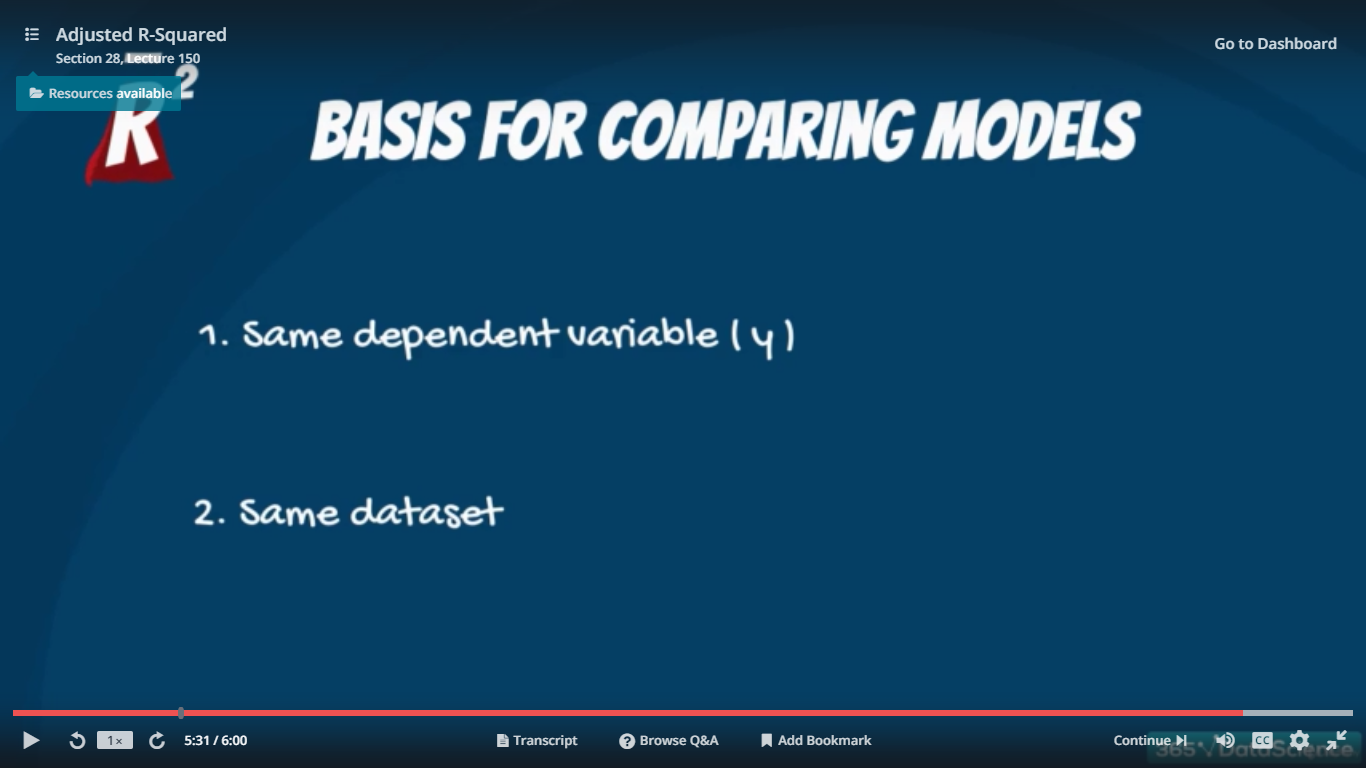 Adjusted R-Squared
Go to Dashboard
Section 28, Lecture 150
Resources available
R2
BASIS FOR COMPARING MODELS
1. Same dependent variable (y)
2. Same dataset
1×
5:31 / 6:00
Transcript
Browse Q&A
Add Bookmark
Continue
CC
365 DataScience